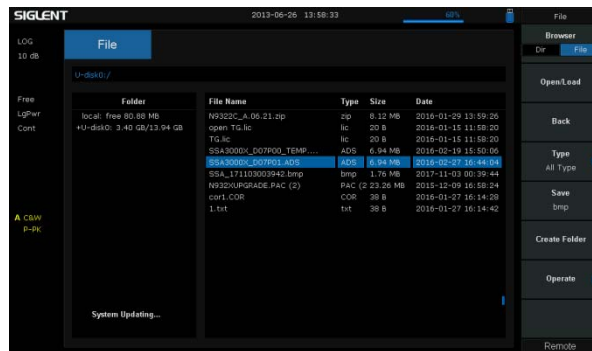 SIGLENT 2013-06-26 13:58:33 68% File
LOG
10 dB
Free
LgPwr
Cont
A C&W
P-PK
File
U-disk0:/
Folder
local: free 80.88 MB
+U-disk0: 3.40 GB/13.94 GB
System Updating...
File Name Type Size Date
N9322C_A.06.21.zip zip 8.12 MB 2016-01-29 13:59:26
open TG.lic lic 20 B 2016-01-15 11:58:20
TG.lic lic 20 B 2016-01-15 11:58:20
SSA3000X_D07P00_TEMP.... ADS 6.94 MB 2016-02-19 15:50:06
SSA3000X_D07P01.ADS ADS 6.94 MB 2016-02-27 16:44:04
SSA_171103003942.bmp bmp 1.76 MB 2017-11-03 00:39:44
N932XUPGRADE.PAC (2) PAC (2 23.26 MB 2015-12-09 16:58:24
cor1.COR COR 38 B 2016-01-27 16:14:28
1.txt txt 38 B 2016-01-27 16:14:42
Browser
Dir File
Open/Load
Back
Type
All Type
Save
bmp
Create Folder
Operate
Remote